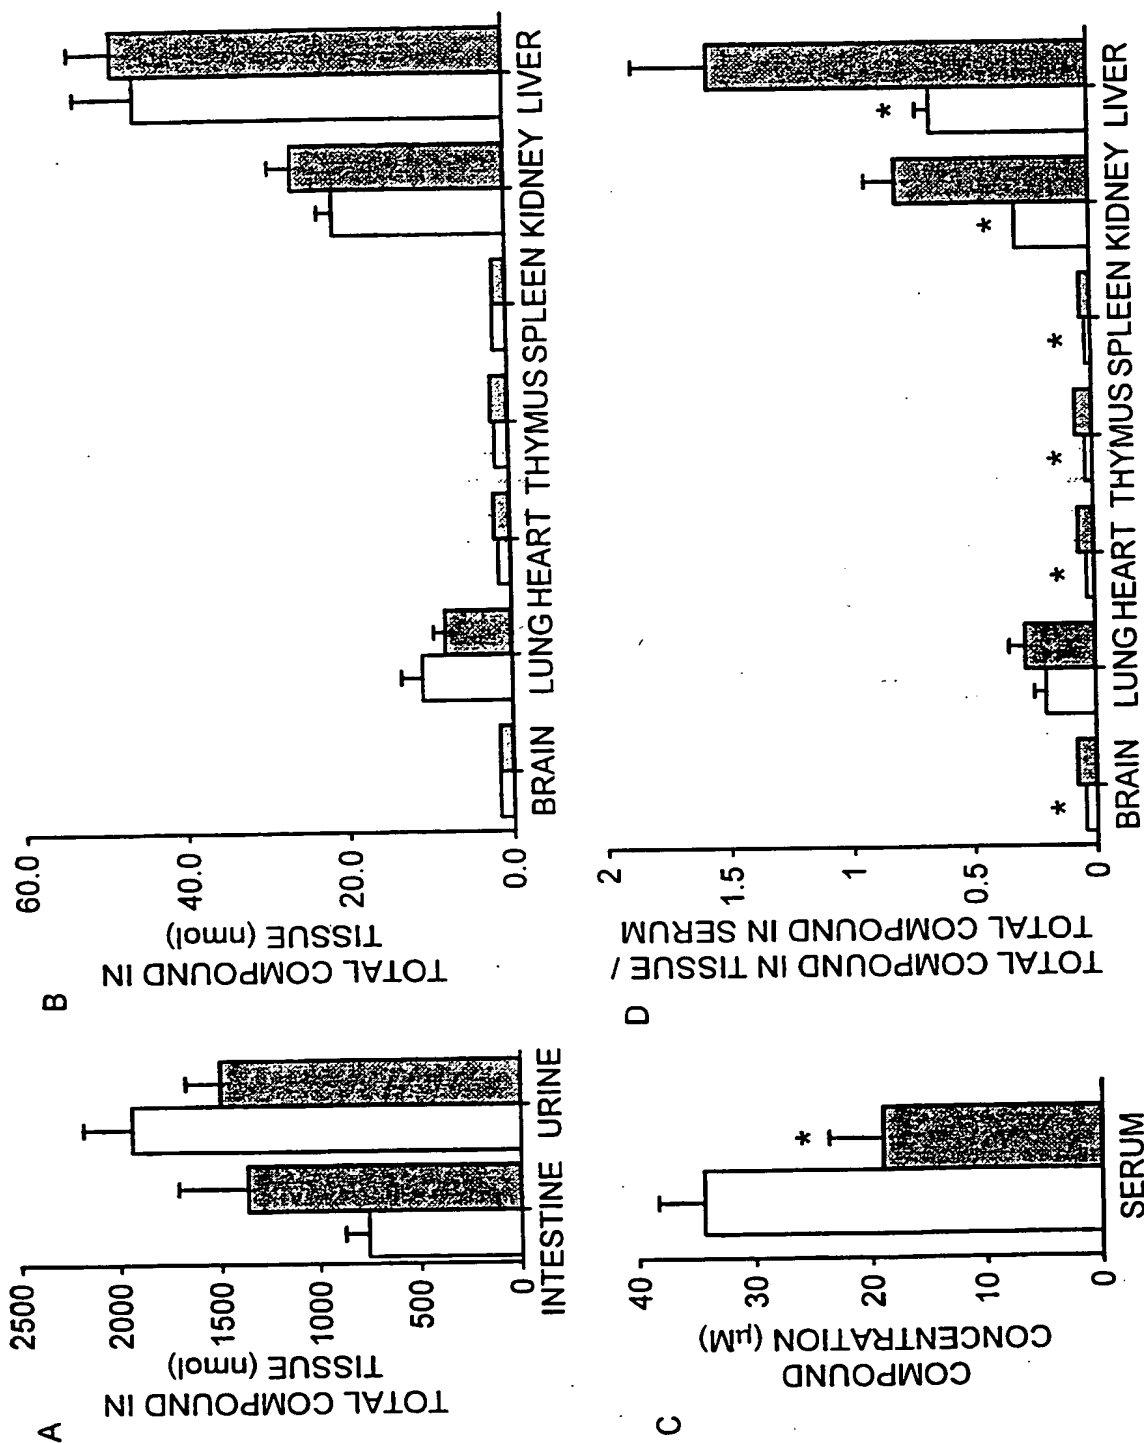 A
TOTAL COMPOUND IN
TISSUE (nmol)
2500
2000
1500
1000
500
0
INTESTINE URINE
B
TOTAL COMPOUND IN
TISSUE (nmol)
60.0
40.0
20.0
0.0
BRAIN LUNG HEART THYMUS SPLEEN KIDNEY LIVER
C
COMPOUND
CONCENTRATION (µM)
40
30
20
10
0
*
SERUM
D
TOTAL COMPOUND IN TISSUE /
TOTAL COMPOUND IN SERUM
2
1.5
1
0.5
0
* * * * * *
BRAIN LUNG HEART THYMUS SPLEEN KIDNEY LIVER